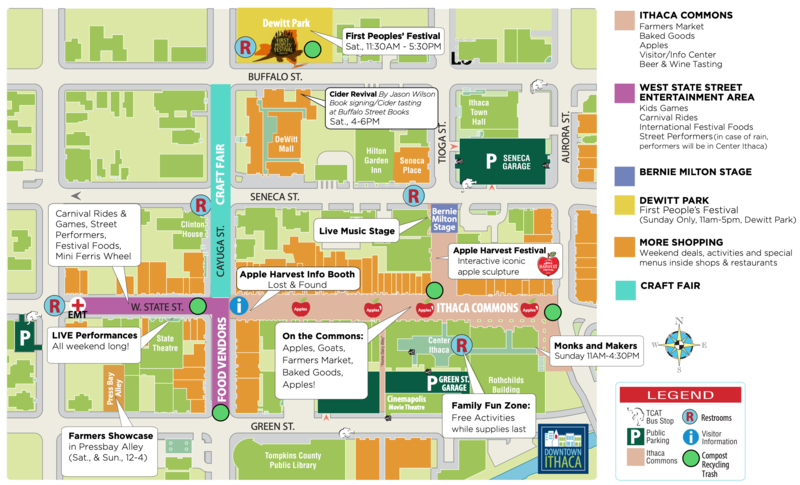 Dewitt Park
FIRST
PEOPLES
FESTIVAL
R
First Peoples' Festival
Sat., 11:30AM - 5:30PM
BUFFALO ST.
CRAFT FAIR
Cider Revival By Jason Wilson
Book signing/Cider tasting
at Buffalo Street Books
Sat., 4-6PM
DeWitt
Mall
Hilton
Garden
Inn
Seneca
Place
TIOGA ST.
Ithaca
Town
Hall
P SENECA
GARAGE
AURORA ST.
SENECA ST.
R
R
Clinton
House
CAYUGA ST.
Bernie
Milton
Stage
Live Music Stage
Carnival Rides &
Games, Street
Performers,
Festival Foods,
Mini Ferris Wheel
Apple Harvest Festival
Interactive iconic
apple sculpture
Apple Harvest Info Booth
Lost & Found
R
EMT
W. STATE ST.
i
Apples
Apples
Apples
Apples
ITHACA COMMONS
P
LIVE Performances
All weekend long!
State
Theatre
FOOD VENDORS
On the Commons:
Apples, Goats,
Farmers Market,
Baked Goods,
Apples!
Center
Ithaca
R
Monks and Makers
Sunday 11AM-4:30PM
Press Bay
Alley
P GREEN ST.
GARAGE
Cinemapolis
Movie Theatre
Rothchilds
Building
Family Fun Zone:
Free Activities
while supplies last
Farmers Showcase
in Pressbay Alley
(Sat., & Sun., 12-4)
GREEN ST.
Tompkins County
Public Library
DOWNTOWN
ITHACA
ITHACA COMMONS
Farmers Market
Baked Goods
Apples
Visitor/Info Center
Beer & Wine Tasting
WEST STATE STREET
ENTERTAINMENT AREA
Kids Games
Carnival Rides
International Festival Foods
Street Performers (in case of rain,
performers will be in Center Ithaca)
BERNIE MILTON STAGE
DEWITT PARK
First People's Festival
(Sunday Only, 11am-5pm, Dewitt Park)
MORE SHOPPING
Weekend deals, activities and special
menus inside shops & restaurants
CRAFT FAIR
N
W
E
S
LEGEND
TCAT
Bus Stop
R Restrooms
P Public
Parking
i Visitor
Information
Ithaca
Commons
Compost
Recycling
Trash